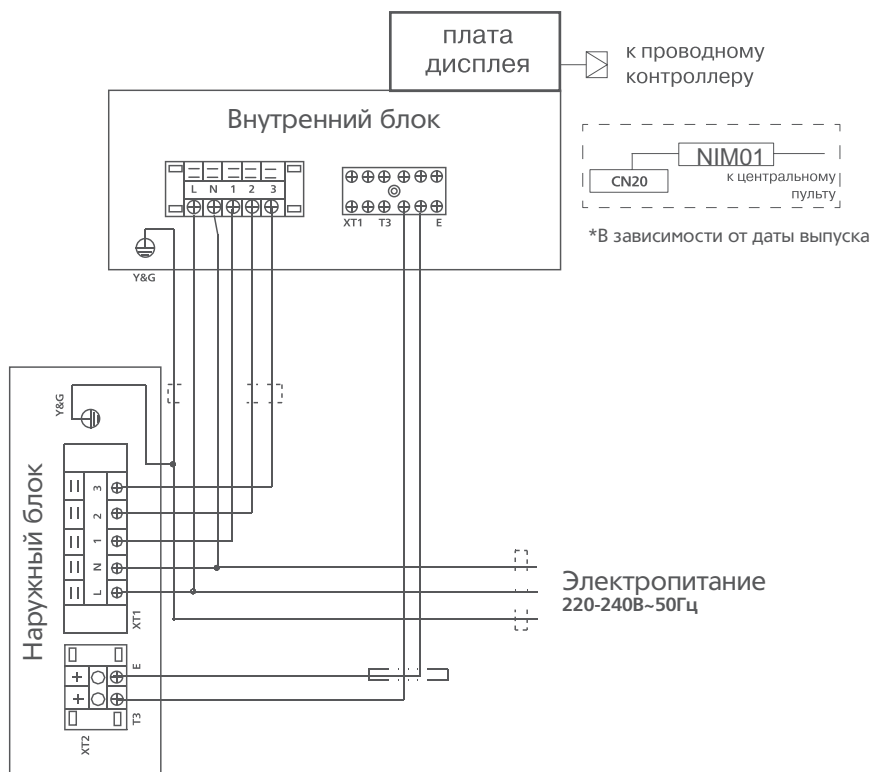 плата
дисплея
к проводному
контроллеру
Внутренний блок
L N 1 2 3
XT1 T3 E
Y&G
NIM01
CN20
к центральному
пульту
*В зависимости от даты выпуска
Наружный блок
Y&G
3
2
1
N
L
XT1
E
T3
XT2
Электропитание
220-240В~50Гц